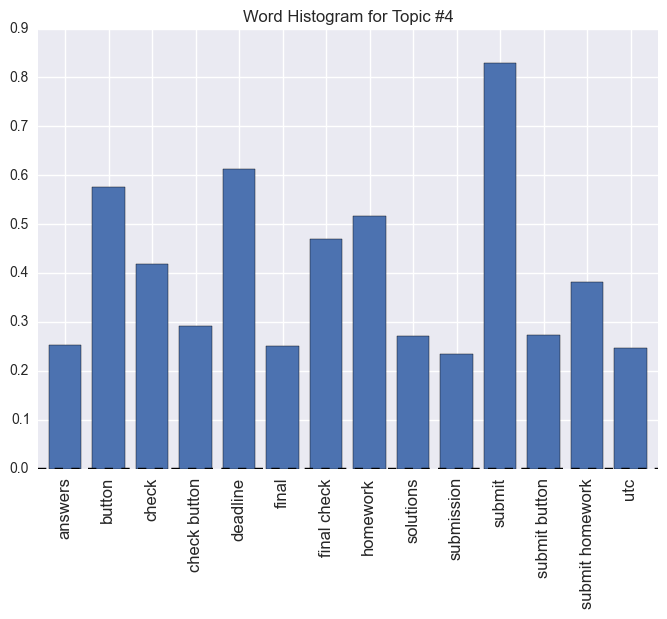 Word Histogram for Topic #4
0.9
0.8
0.7
0.6
0.5
0.4
0.3
0.2
0.1
0.0
answers
button
check
check button
deadline
final
final check
homework
solutions
submission
submit
submit button
submit homework
utc